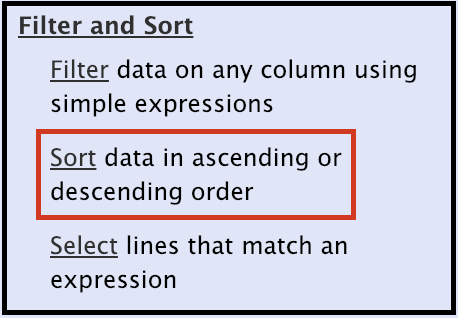 Filter and Sort
Filter data on any column using
simple expressions
Sort data in ascending or
descending order
Select lines that match an
expression